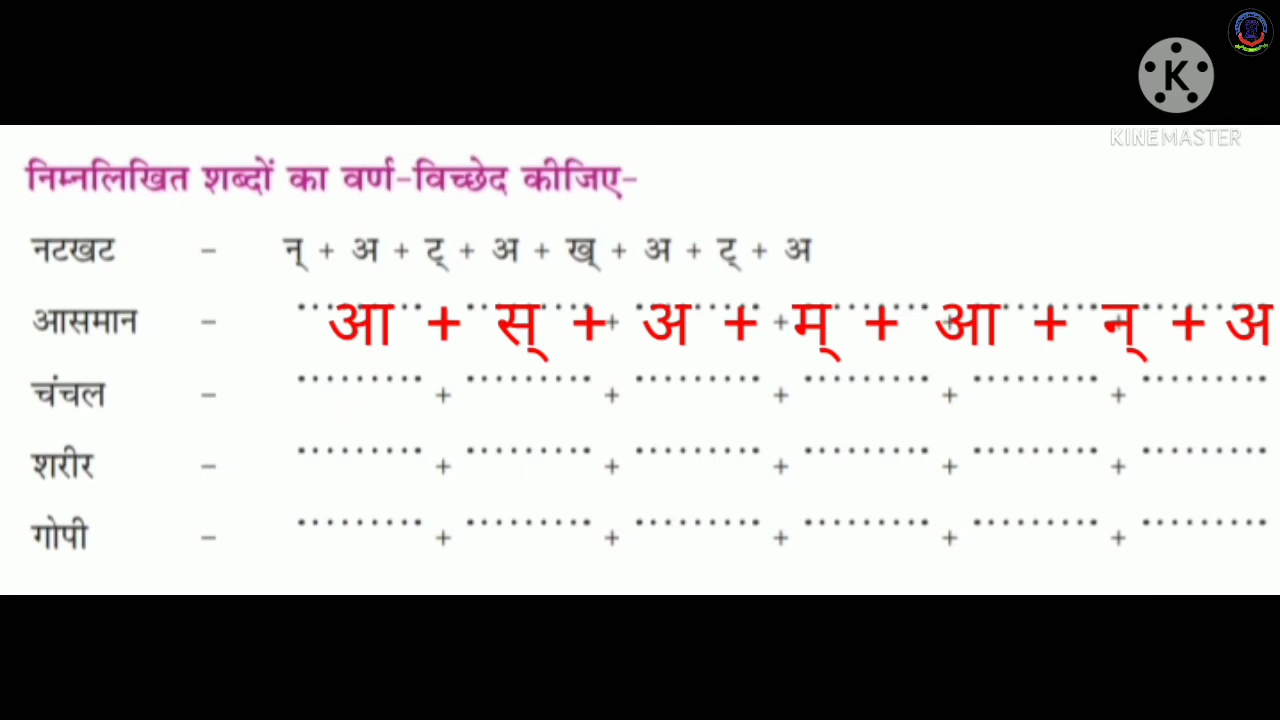 K
KINEMASTER
निम्नलिखित शब्दों का वर्ण-विच्छेद कीजिए-
नटखट - न् + अ + ट् + अ + ख् + अ + ट् + अ
आसमान - आ + स् + अ + म् + आ + न् + अ
चंचल - ......... + ......... + ......... + ......... + ......... + .........
शरीर - ......... + ......... + ......... + ......... + ......... + .........
गोपी - ......... + ......... + ......... + ......... + ......... + .........